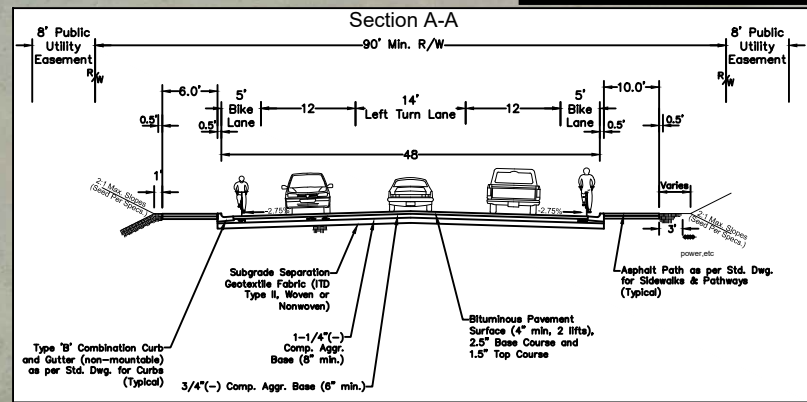 Section A-A
8' Public
Utility
Easement
90' Min. R/W
8' Public
Utility
Easement
R/W
R/W
6.0'
5'
Bike
Lane
12
14'
Left Turn Lane
12
5'
Bike
Lane
10.0'
0.5'
0.5'
0.5'
0.5'
48
1'
2:1 Max. Slopes
(Seed Per Specs.)
-2.75%
-2.75%
Varies
2:1 Max. Slopes
(Seed Per Specs.)
3'
power,etc
Subgrade Separation
Geotextile Fabric (ITD
Type II, Woven or
Nonwoven)
Asphalt Path as per Std. Dwg.
for Sidewalks & Pathways
(Typical)
Type 'B' Combination Curb
and Gutter (non-mountable)
as per Std. Dwg. for Curbs
(Typical)
1-1/4"(-)
Comp. Aggr.
Base (8" min.)
Bituminous Pavement
Surface (4" min, 2 lifts),
2.5" Base Course and
1.5" Top Course
3/4"(-) Comp. Aggr. Base (6" min.)